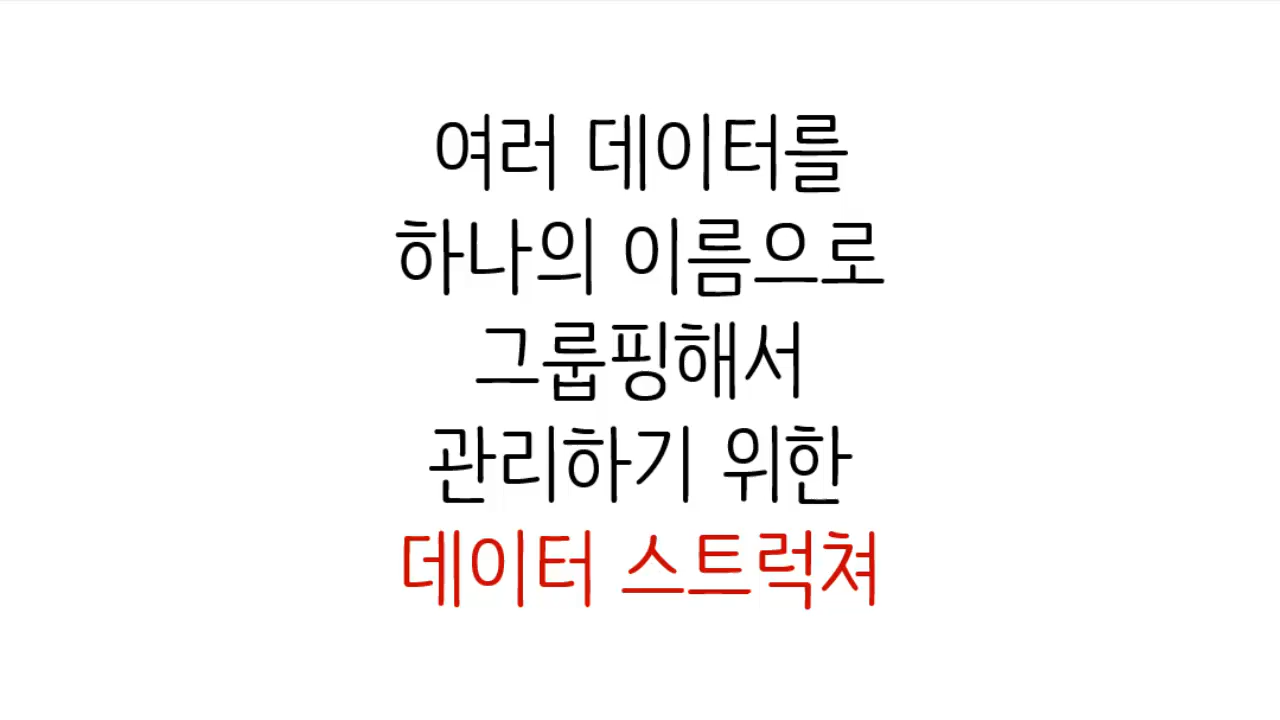 여러 데이터를
하나의 이름으로
그룹핑해서
관리하기 위한
데이터 스트럭쳐